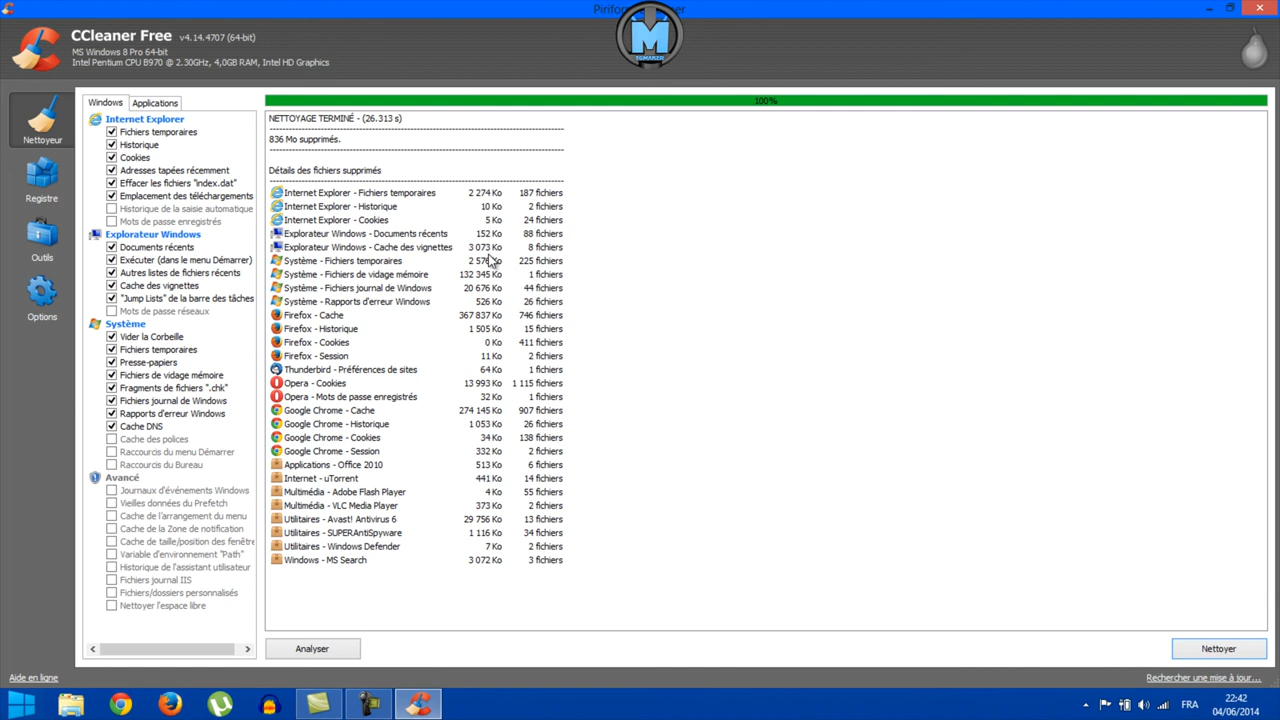 CCleaner Free v4.14.4707 (64-bit)
MS Windows 8 Pro 64-bit
Intel Pentium CPU B970 @ 2.30GHz, 4,0GB RAM, Intel HD Graphics
M
TGMAKER
Nettoyeur
Registre
Outils
Options
Windows
Applications
Internet Explorer
Fichiers temporaires
Historique
Cookies
Adresses tapées récemment
Effacer les fichiers "index.dat"
Emplacement des téléchargements
Historique de la saisie automatique
Mots de passe enregistrés
Explorateur Windows
Documents récents
Exécuter (dans le menu Démarrer)
Autres listes de fichiers récents
Cache des vignettes
"Jump Lists" de la barre des tâches
Mots de passe réseaux
Système
Vider la Corbeille
Fichiers temporaires
Presse-papiers
Fichiers de vidage mémoire
Fragments de fichiers ".chk"
Fichiers journal de Windows
Rapports d'erreur Windows
Cache DNS
Cache des polices
Raccourcis du menu Démarrer
Raccourcis du Bureau
Avancé
Journaux d'événements Windows
Vieilles données du Prefetch
Cache de l'arrangement du menu
Cache de la Zone de notification
Cache de taille/position des fenêtre
Variable d'environnement "Path"
Historique de l'assistant utilisateur
Fichiers journal IIS
Fichiers/dossiers personnalisés
Nettoyer l'espace libre
100%
NETTOYAGE TERMINÉ - (26.313 s)
836 Mo supprimés.
Détails des fichiers supprimés
Internet Explorer - Fichiers temporaires 2 274 Ko 187 fichiers
Internet Explorer - Historique 10 Ko 2 fichiers
Internet Explorer - Cookies 5 Ko 24 fichiers
Explorateur Windows - Documents récents 152 Ko 88 fichiers
Explorateur Windows - Cache des vignettes 3 073 Ko 8 fichiers
Système - Fichiers temporaires 2 Ko 225 fichiers
Système - Fichiers de vidage mémoire 132 345 Ko 1 fichiers
Système - Fichiers journal de Windows 20 676 Ko 44 fichiers
Système - Rapports d'erreur Windows 526 Ko 26 fichiers
Firefox - Cache 367 837 Ko 746 fichiers
Firefox - Historique 1 505 Ko 15 fichiers
Firefox - Cookies 0 Ko 411 fichiers
Firefox - Session 11 Ko 2 fichiers
Thunderbird - Préférences de sites 64 Ko 1 fichiers
Opera - Cookies 13 993 Ko 1 115 fichiers
Opera - Mots de passe enregistrés 32 Ko 1 fichiers
Google Chrome - Cache 274 145 Ko 907 fichiers
Google Chrome - Historique 1 053 Ko 26 fichiers
Google Chrome - Cookies 34 Ko 138 fichiers
Google Chrome - Session 332 Ko 2 fichiers
Applications - Office 2010 513 Ko 6 fichiers
Internet - uTorrent 441 Ko 14 fichiers
Multimédia - Adobe Flash Player 4 Ko 55 fichiers
Multimédia - VLC Media Player 373 Ko 2 fichiers
Utilitaires - Avast! Antivirus 6 29 756 Ko 13 fichiers
Utilitaires - SUPERAntiSpyware 1 116 Ko 34 fichiers
Utilitaires - Windows Defender 7 Ko 2 fichiers
Windows - MS Search 3 072 Ko 3 fichiers
Analyser
Nettoyer
Aide en ligne
Rechercher une mise à jour...
FRA
22:42
04/06/2014